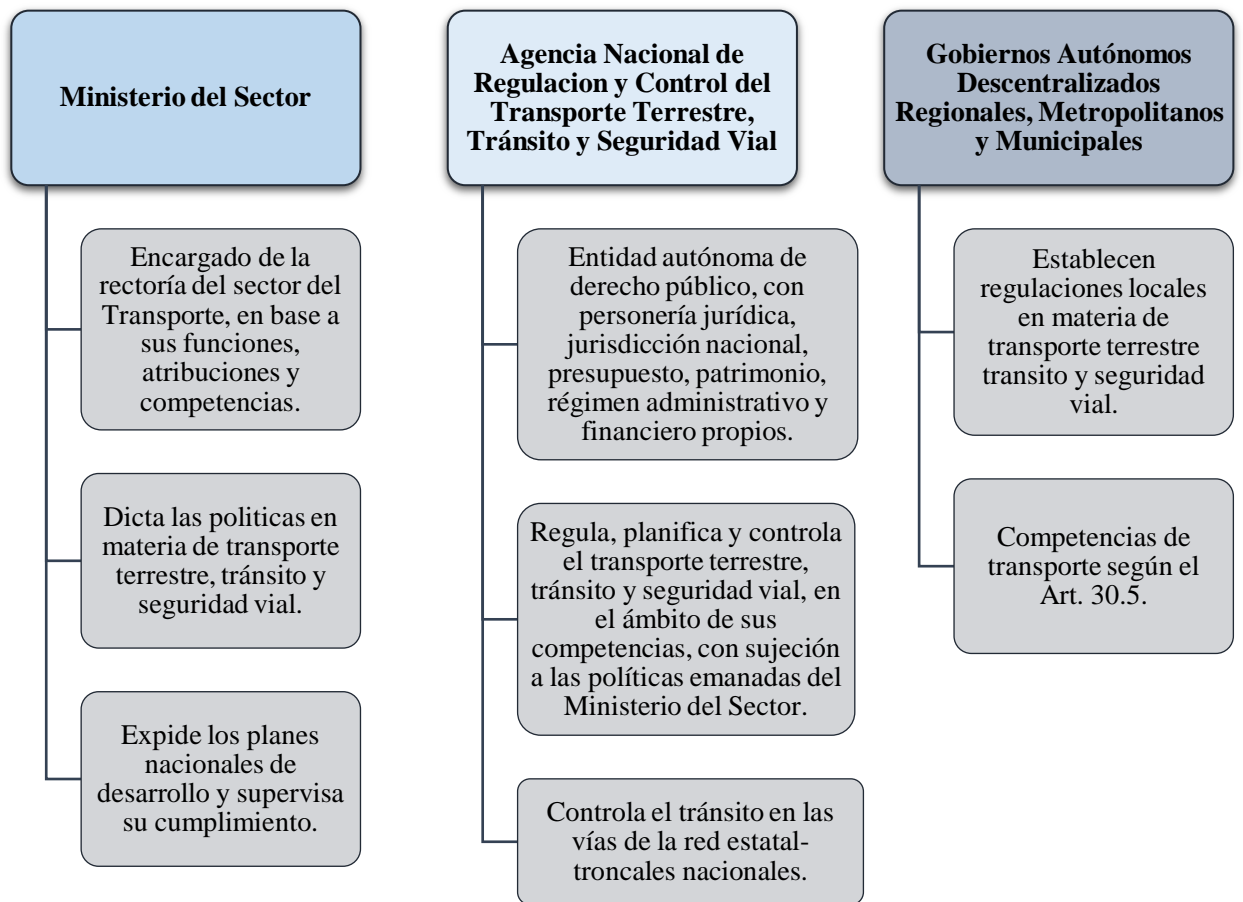 Ministerio del Sector
Encargado de la
rectoría del sector del
Transporte, en base a
sus funciones,
atribuciones y
competencias.
Dicta las politicas en
materia de transporte
terrestre, tránsito y
seguridad vial.
Expide los planes
nacionales de
desarrollo y supervisa
su cumplimiento.
Agencia Nacional de
Regulacion y Control del
Transporte Terrestre,
Tránsito y Seguridad Vial
Entidad autónoma de
derecho público, con
personería jurídica,
jurisdicción nacional,
presupuesto, patrimonio,
régimen administrativo y
financiero propios.
Regula, planifica y controla
el transporte terrestre,
tránsito y seguridad vial, en
el ámbito de sus
competencias, con sujeción
a las políticas emanadas del
Ministerio del Sector.
Controla el tránsito en las
vías de la red estatal-
troncales nacionales.
Gobiernos Autónomos
Descentralizados
Regionales, Metropolitanos
y Municipales
Establecen
regulaciones locales
en materia de
transporte terrestre
transito y seguridad
vial.
Competencias de
transporte según el
Art. 30.5.